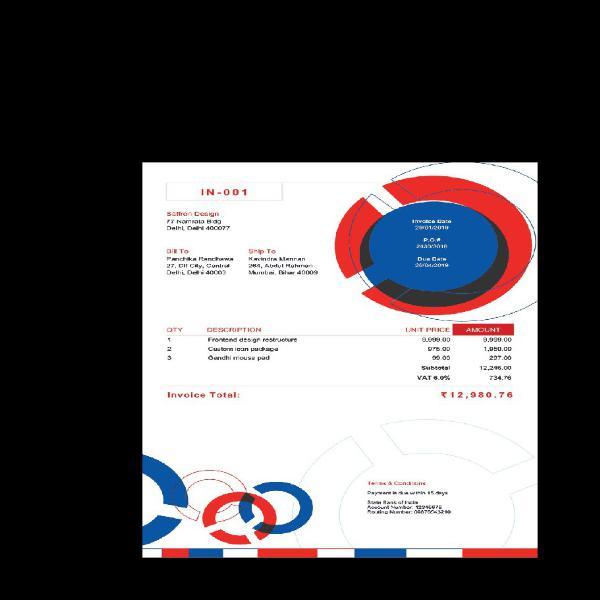 IN-001
Saffron Design
77 Namrata Bldg
Delhi, Delhi 400077
Bill To
Panchika Randhawa
27, Dlf City, Central
Delhi, Delhi 40003
Ship To
Kavindra Mannan
264, Abdul Rehman
Mumbai, Bihar 40009
Invoice Date
29/01/2019
P.O.#
/2019
Due Date
26/04/2019
QTY DESCRIPTION UNIT PRICE AMOUNT
1 Frontend design restructure 9,999.00 9,999.00
2 Custom icon package 975.00 1,950.00
3 Gandhi mouse pad 99.00 297.00
Subtotal 12,246.00
VAT 6.0% 734.76
Invoice Total: ₹12,980.76
Terms & Conditions
Payment is due within 15 days
State Bank of India
Account Number: 12345678
Routing Number: